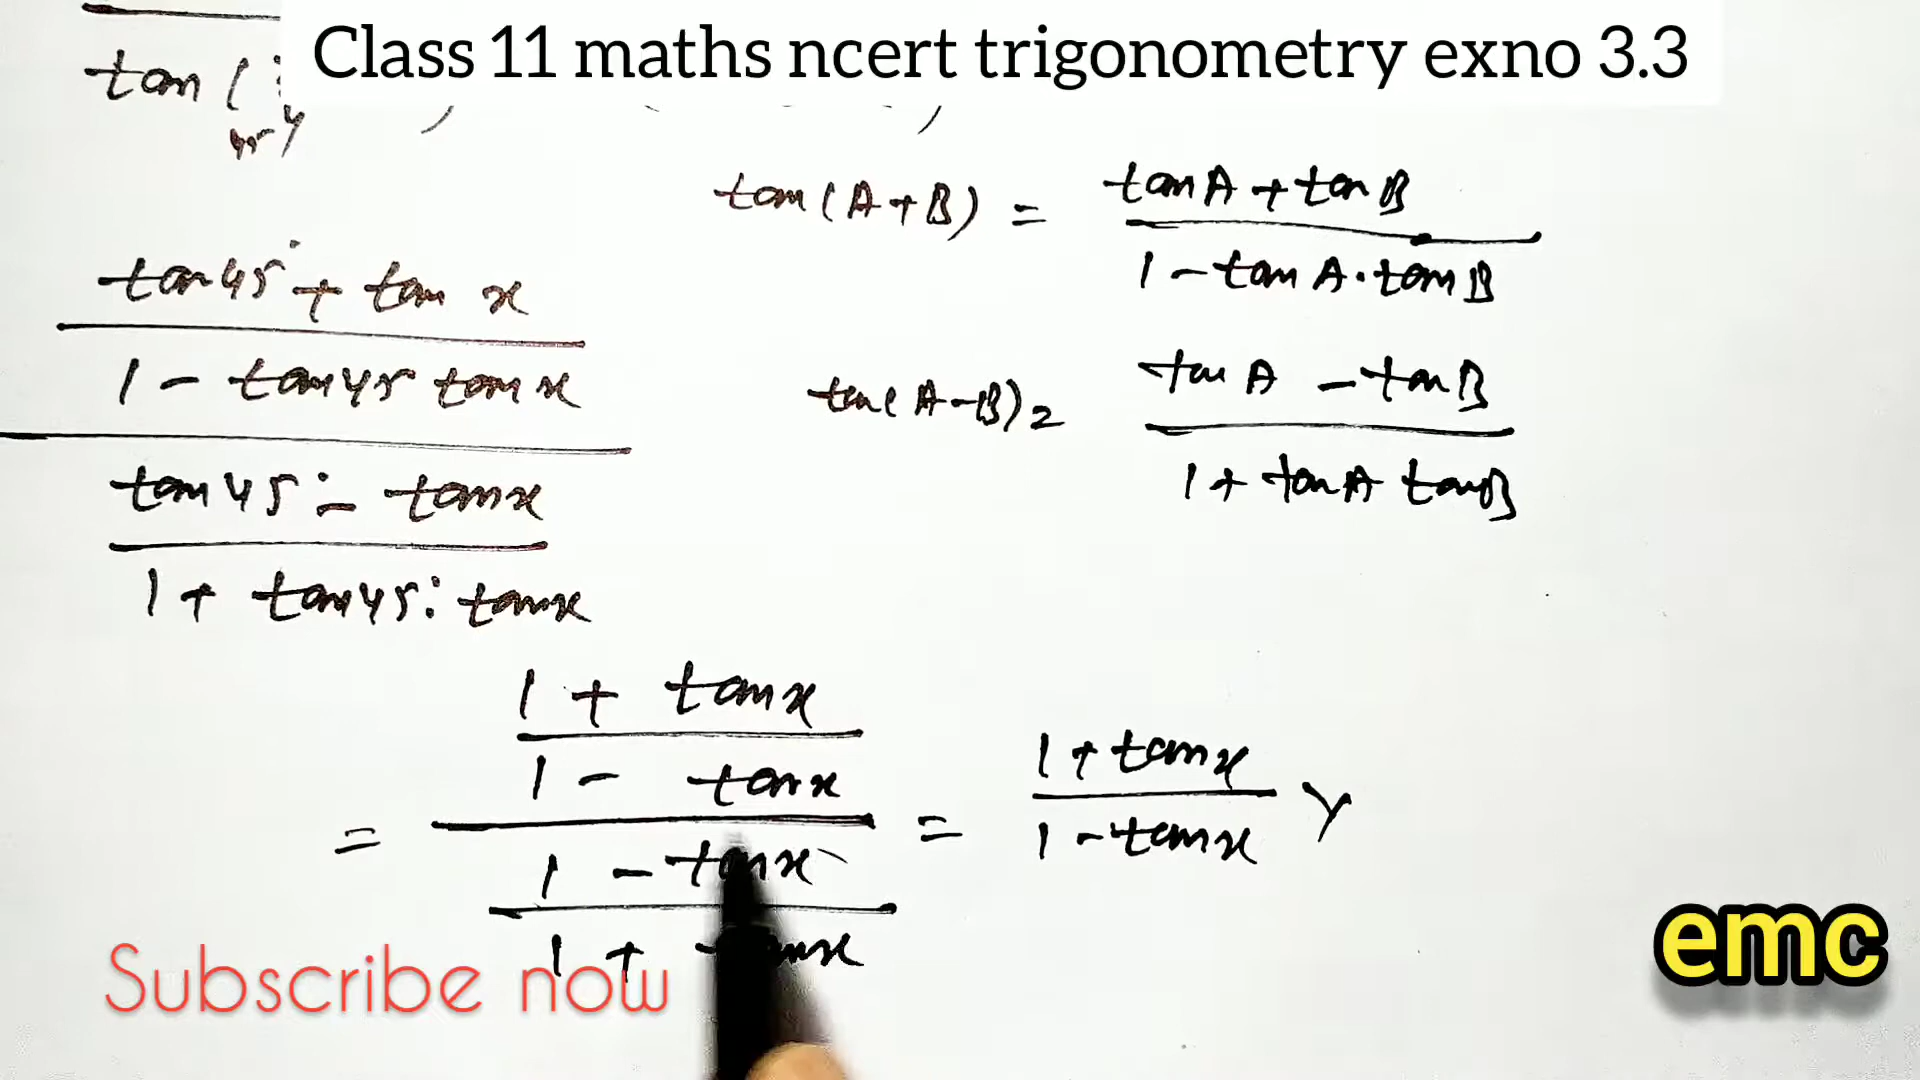 Class 11 maths ncert trigonometry exno 3.3
tan (
tan(A+B) =
tanA + tanB
1 - tanA.tanB
tan45° + tan x
1 - tan45 tanx
tan(A-B) =
tanA - tanB
1 + tanA tanB
tan45° - tanx
1 + tan45° tanx
1 + tanx
1 - tanx
=
1 - tanx
1 + tanx
=
1 + tanx
1 - tanx
Subscribe now
emc